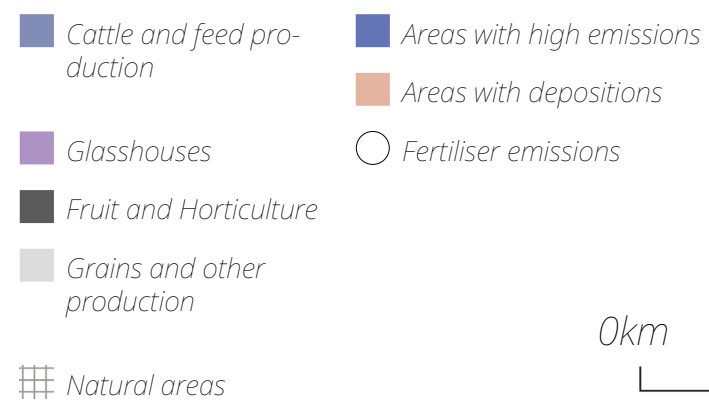 Cattle and feed pro-
duction
Glasshouses
Fruit and Horticulture
Grains and other
production
Natural areas
Areas with high emissions
Areas with depositions
Fertiliser emissions
0km